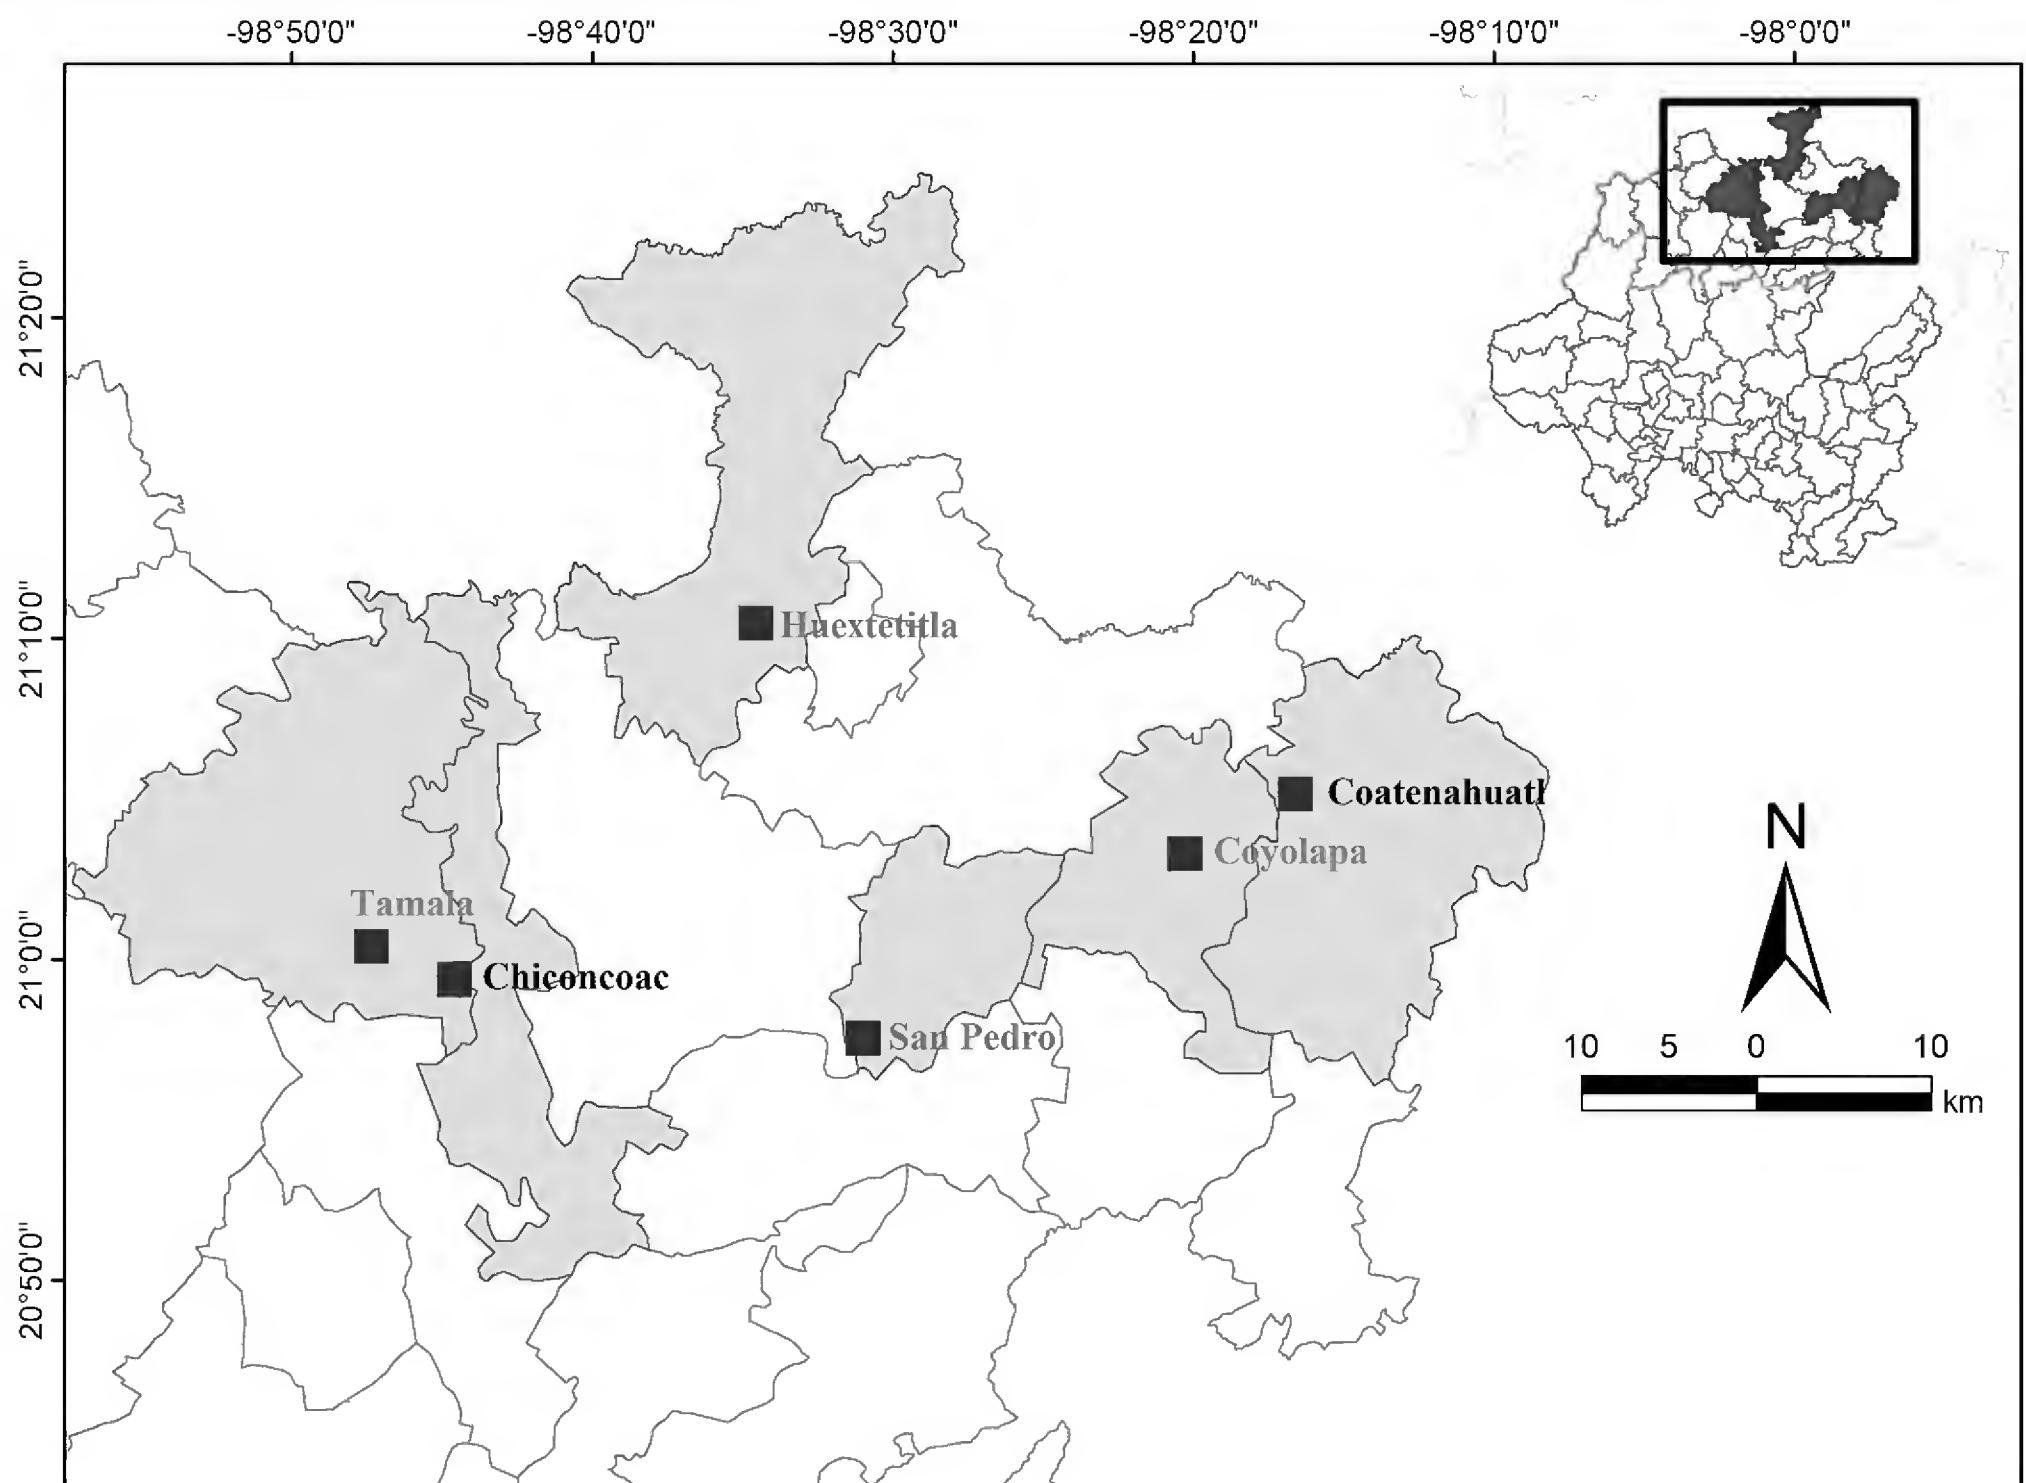 -98°50'0" -98°40'0" -98°30'0" -98°20'0" -98°10'0" -98°0'0"
21°20'0"
21°10'0"
Huextetitla
Coatenahuatl
N
Coyolapa
Tamala
21°0'0"
Chiconcoac
San Pedro
10 5 0 10
km
20°50'0"